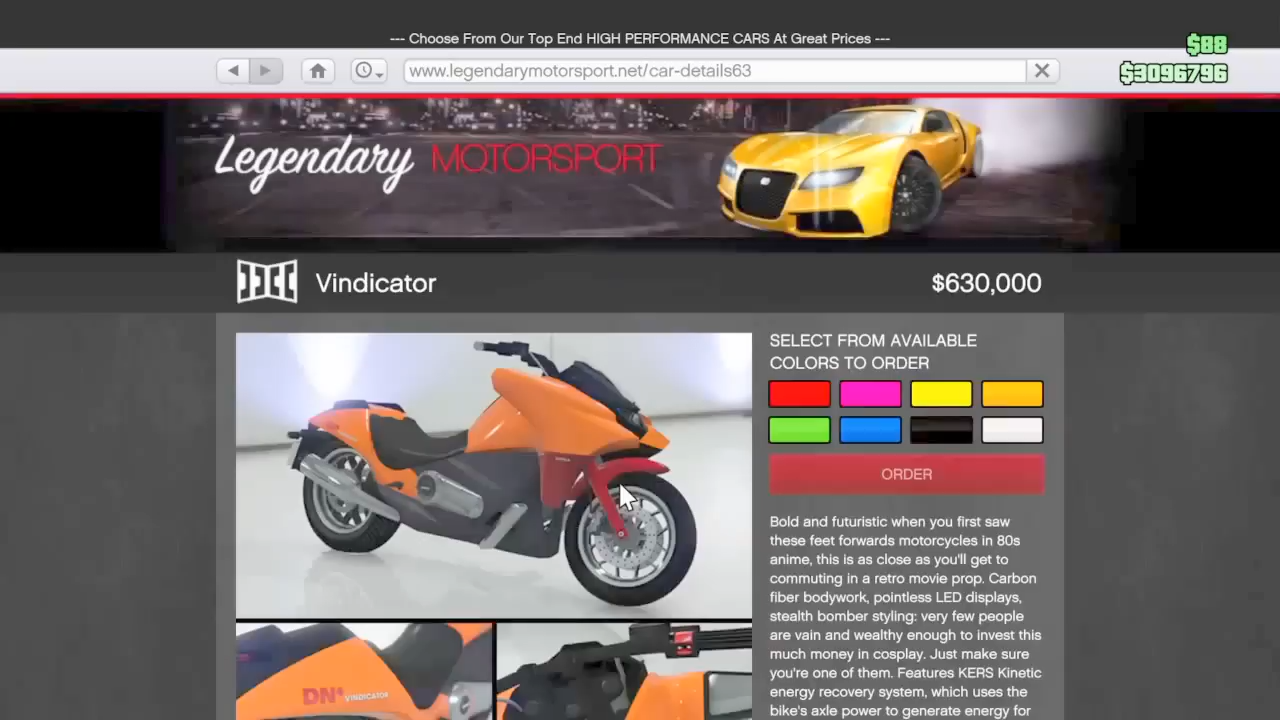 --- Choose From Our Top End HIGH PERFORMANCE CARS At Great Prices ---
$88
www.legendarymotorsport.net/car-details63
$3096796
Legendary MOTORSPORT
Vindicator
$630,000
SELECT FROM AVAILABLE
COLORS TO ORDER
ORDER
Bold and futuristic when you first saw
these feet forwards motorcycles in 80s
anime, this is as close as you'll get to
commuting in a retro movie prop. Carbon
fiber bodywork, pointless LED displays,
stealth bomber styling: very few people
are vain and wealthy enough to invest this
much money in cosplay. Just make sure
you're one of them. Features KERS Kinetic
energy recovery system, which uses the
bike's axle power to generate energy for
VINDICATOR